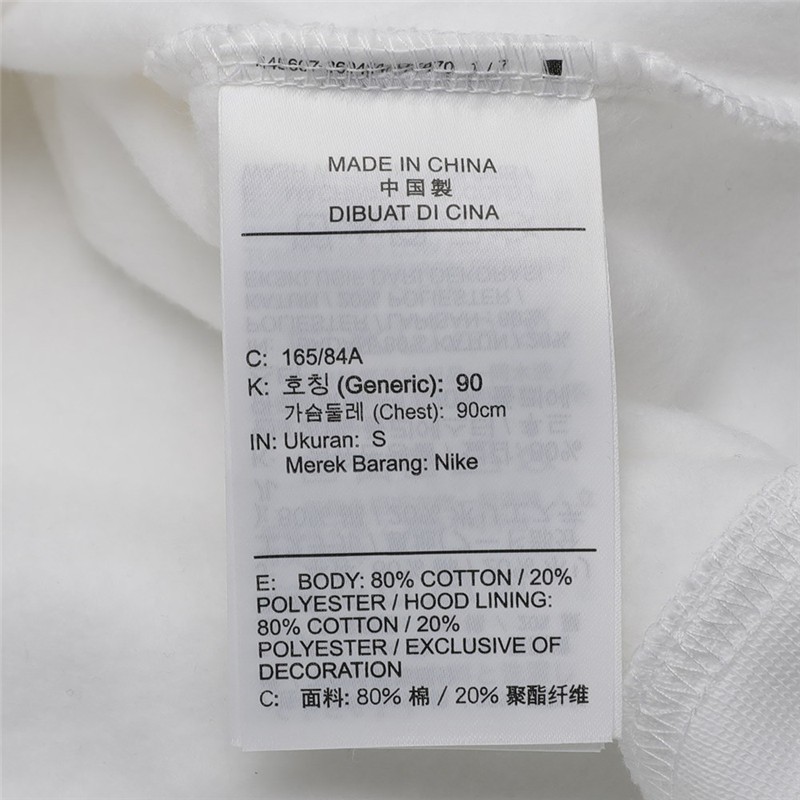 MADE IN CHINA
中国製
DIBUAT DI CINA
C: 165/84A
K: 호칭 (Generic): 90
가슴둘레 (Chest): 90cm
IN: Ukuran: S
Merek Barang: Nike
E: BODY: 80% COTTON / 20%
POLYESTER / HOOD LINING:
80% COTTON / 20%
POLYESTER / EXCLUSIVE OF
DECORATION
C: 面料: 80% 棉 / 20% 聚酯纤维